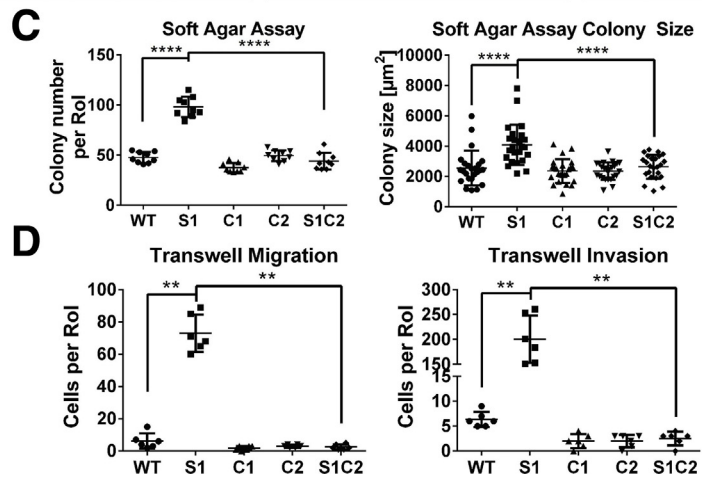 C
Soft Agar Assay
Colony number
per RoI
150
100
50
0
****
****
WT S1 C1 C2 S1C2
Soft Agar Assay Colony Size
Colony size [µm²]
10000
8000
6000
4000
2000
0
****
****
WT S1 C1 C2 S1C2
D
Transwell Migration
Cells per RoI
100
80
60
40
20
0
**
**
WT S1 C1 C2 S1C2
Transwell Invasion
Cells per RoI
300
250
200
150
10
5
0
**
**
WT S1 C1 C2 S1C2